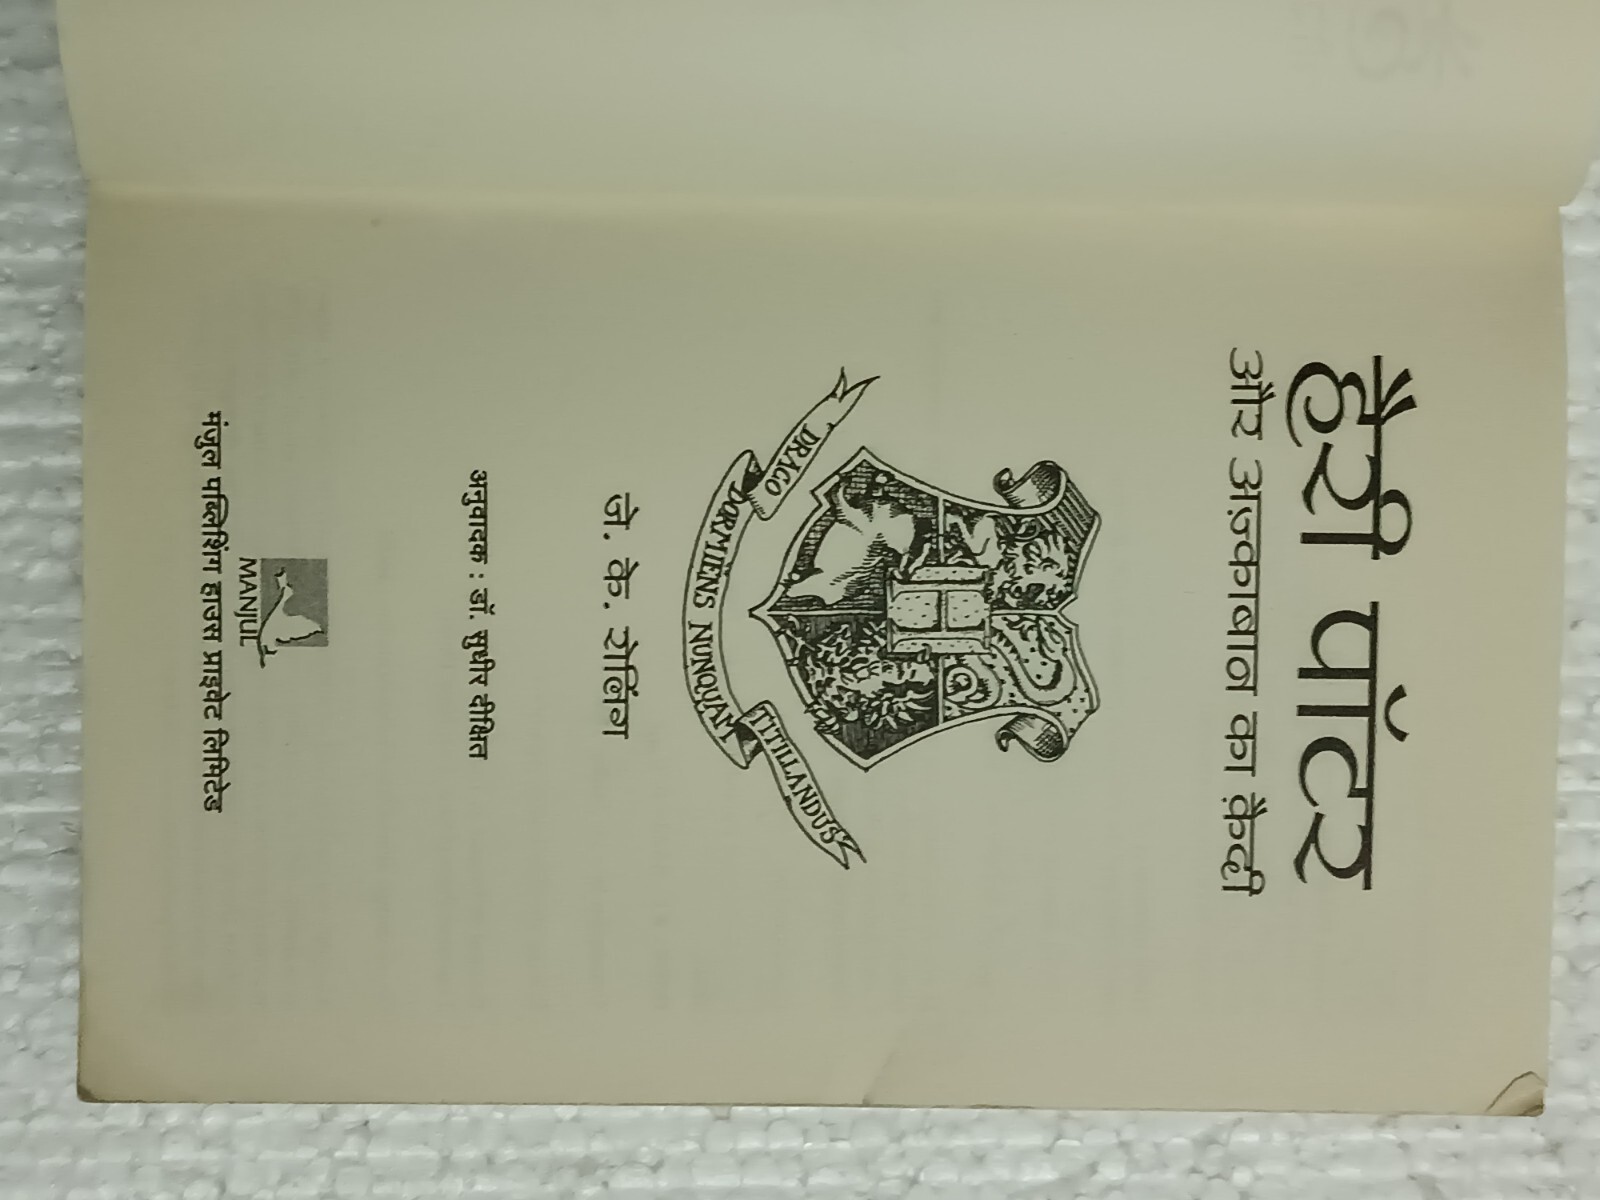 हैरी पॉटर
और अज़्काबान का क़ैदी
DRACO DORMIENS NUNQUAM TITILLANDUS
जे. के. रोलिंग
अनुवादक : डॉ. सुधीर दीक्षित
MANJUL
मंजुल पब्लिशिंग हाउस प्राइवेट लिमिटेड